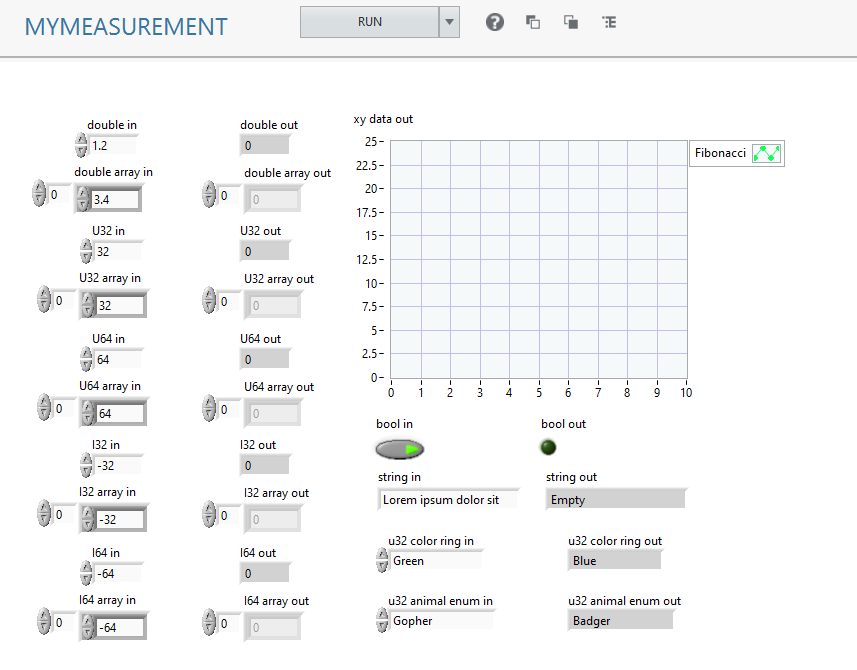 MYMEASUREMENT
RUN
?
double in
1.2
double out
0
double array in
0
3.4
double array out
0
0
U32 in
32
U32 out
0
U32 array in
0
32
U32 array out
0
0
U64 in
64
U64 out
0
U64 array in
0
64
U64 array out
0
0
I32 in
-32
I32 out
0
I32 array in
0
-32
I32 array out
0
0
I64 in
-64
I64 out
0
I64 array in
0
-64
I64 array out
0
0
xy data out
25
22.5
20
17.5
15
12.5
10
7.5
5
2.5
0
0 1 2 3 4 5 6 7 8 9 10
Fibonacci
bool in
bool out
string in
Lorem ipsum dolor sit
string out
Empty
u32 color ring in
Green
u32 color ring out
Blue
u32 animal enum in
Gopher
u32 animal enum out
Badger